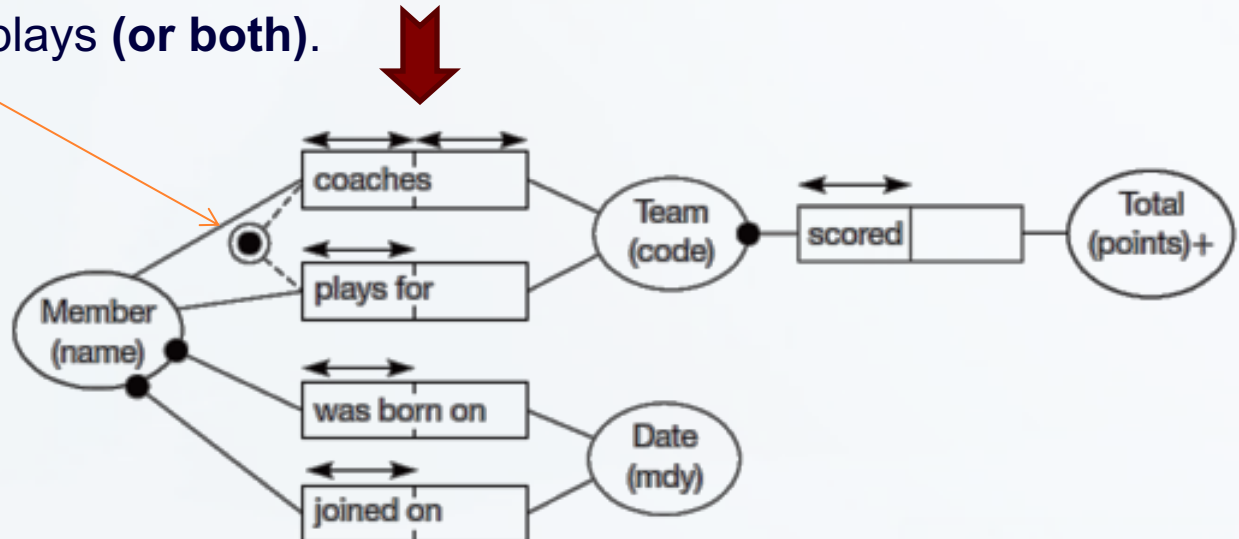 plays (or both).
coaches
Team
(code)
scored
Total
(points)+
plays for
Member
(name)
was born on
Date
(mdy)
joined on